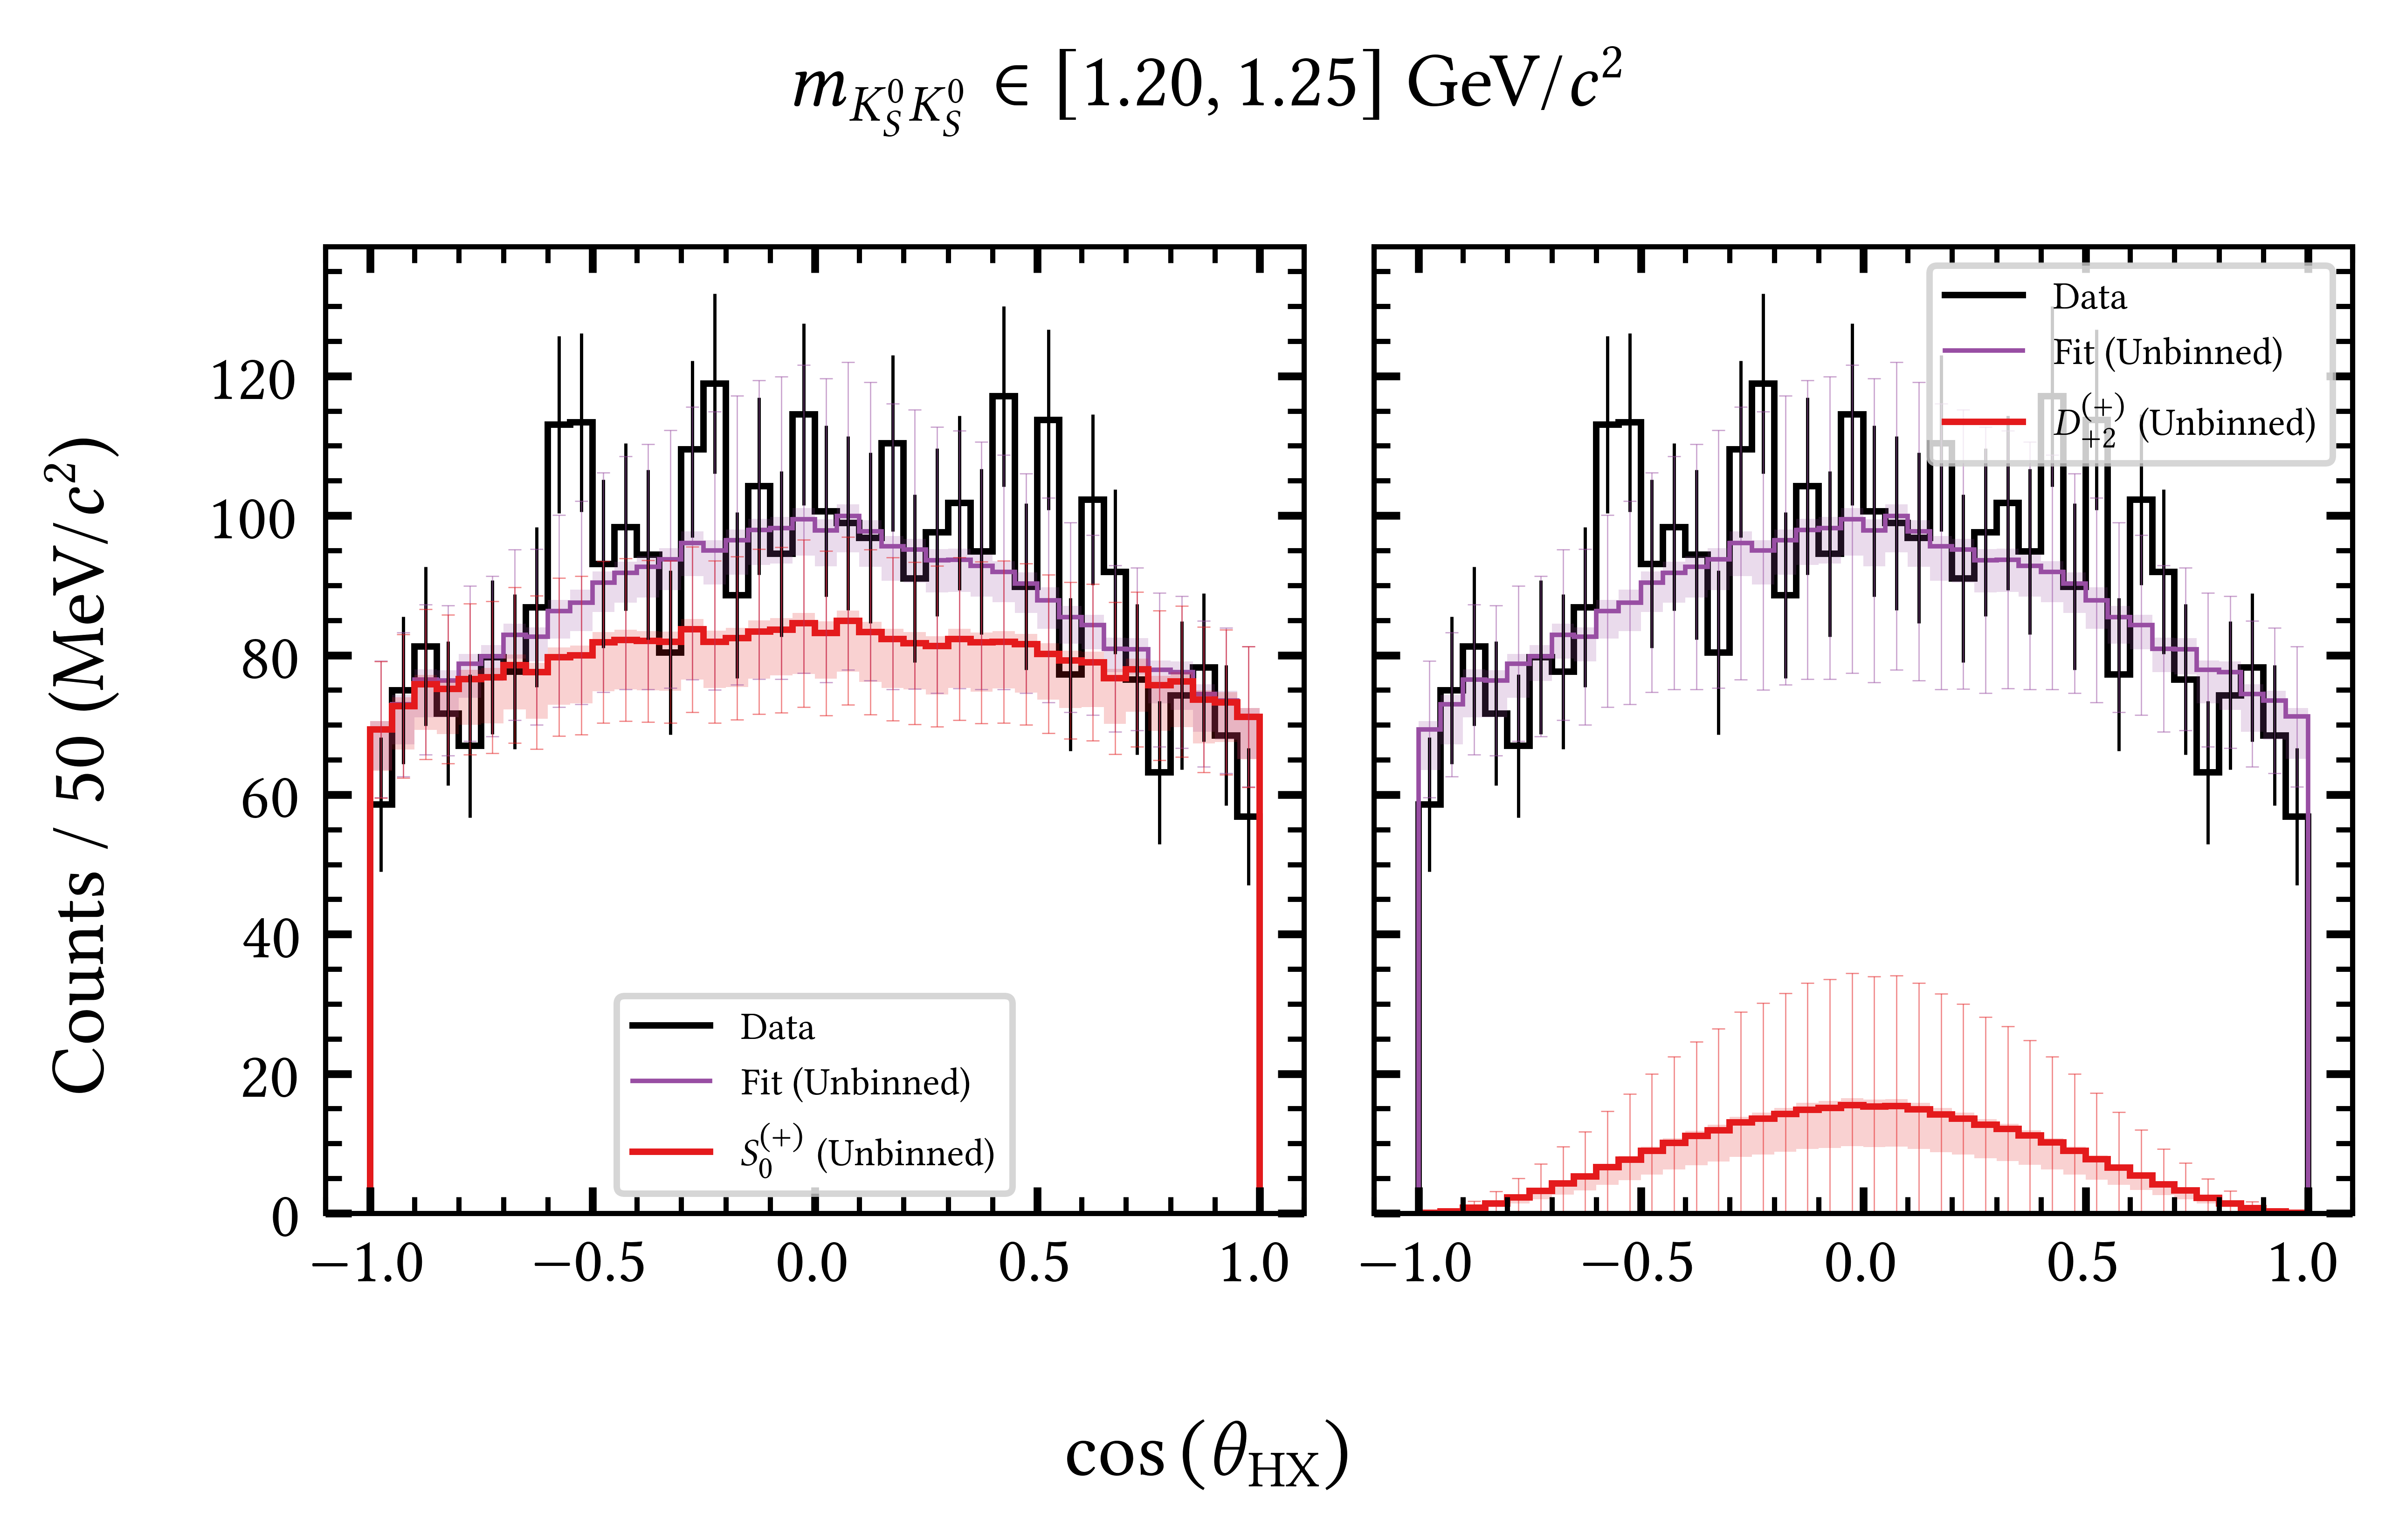 m_{K_S^0 K_S^0} ∈ [1.20, 1.25] GeV/c²
Counts / 50 (MeV/c²)
120
100
80
60
40
20
0
Data
Fit (Unbinned)
S_0^{(+)} (Unbinned)
−1.0 −0.5 0.0 0.5 1.0
Data
Fit (Unbinned)
D_{+2}^{(+)} (Unbinned)
−1.0 −0.5 0.0 0.5 1.0
cos (θ_{HX})